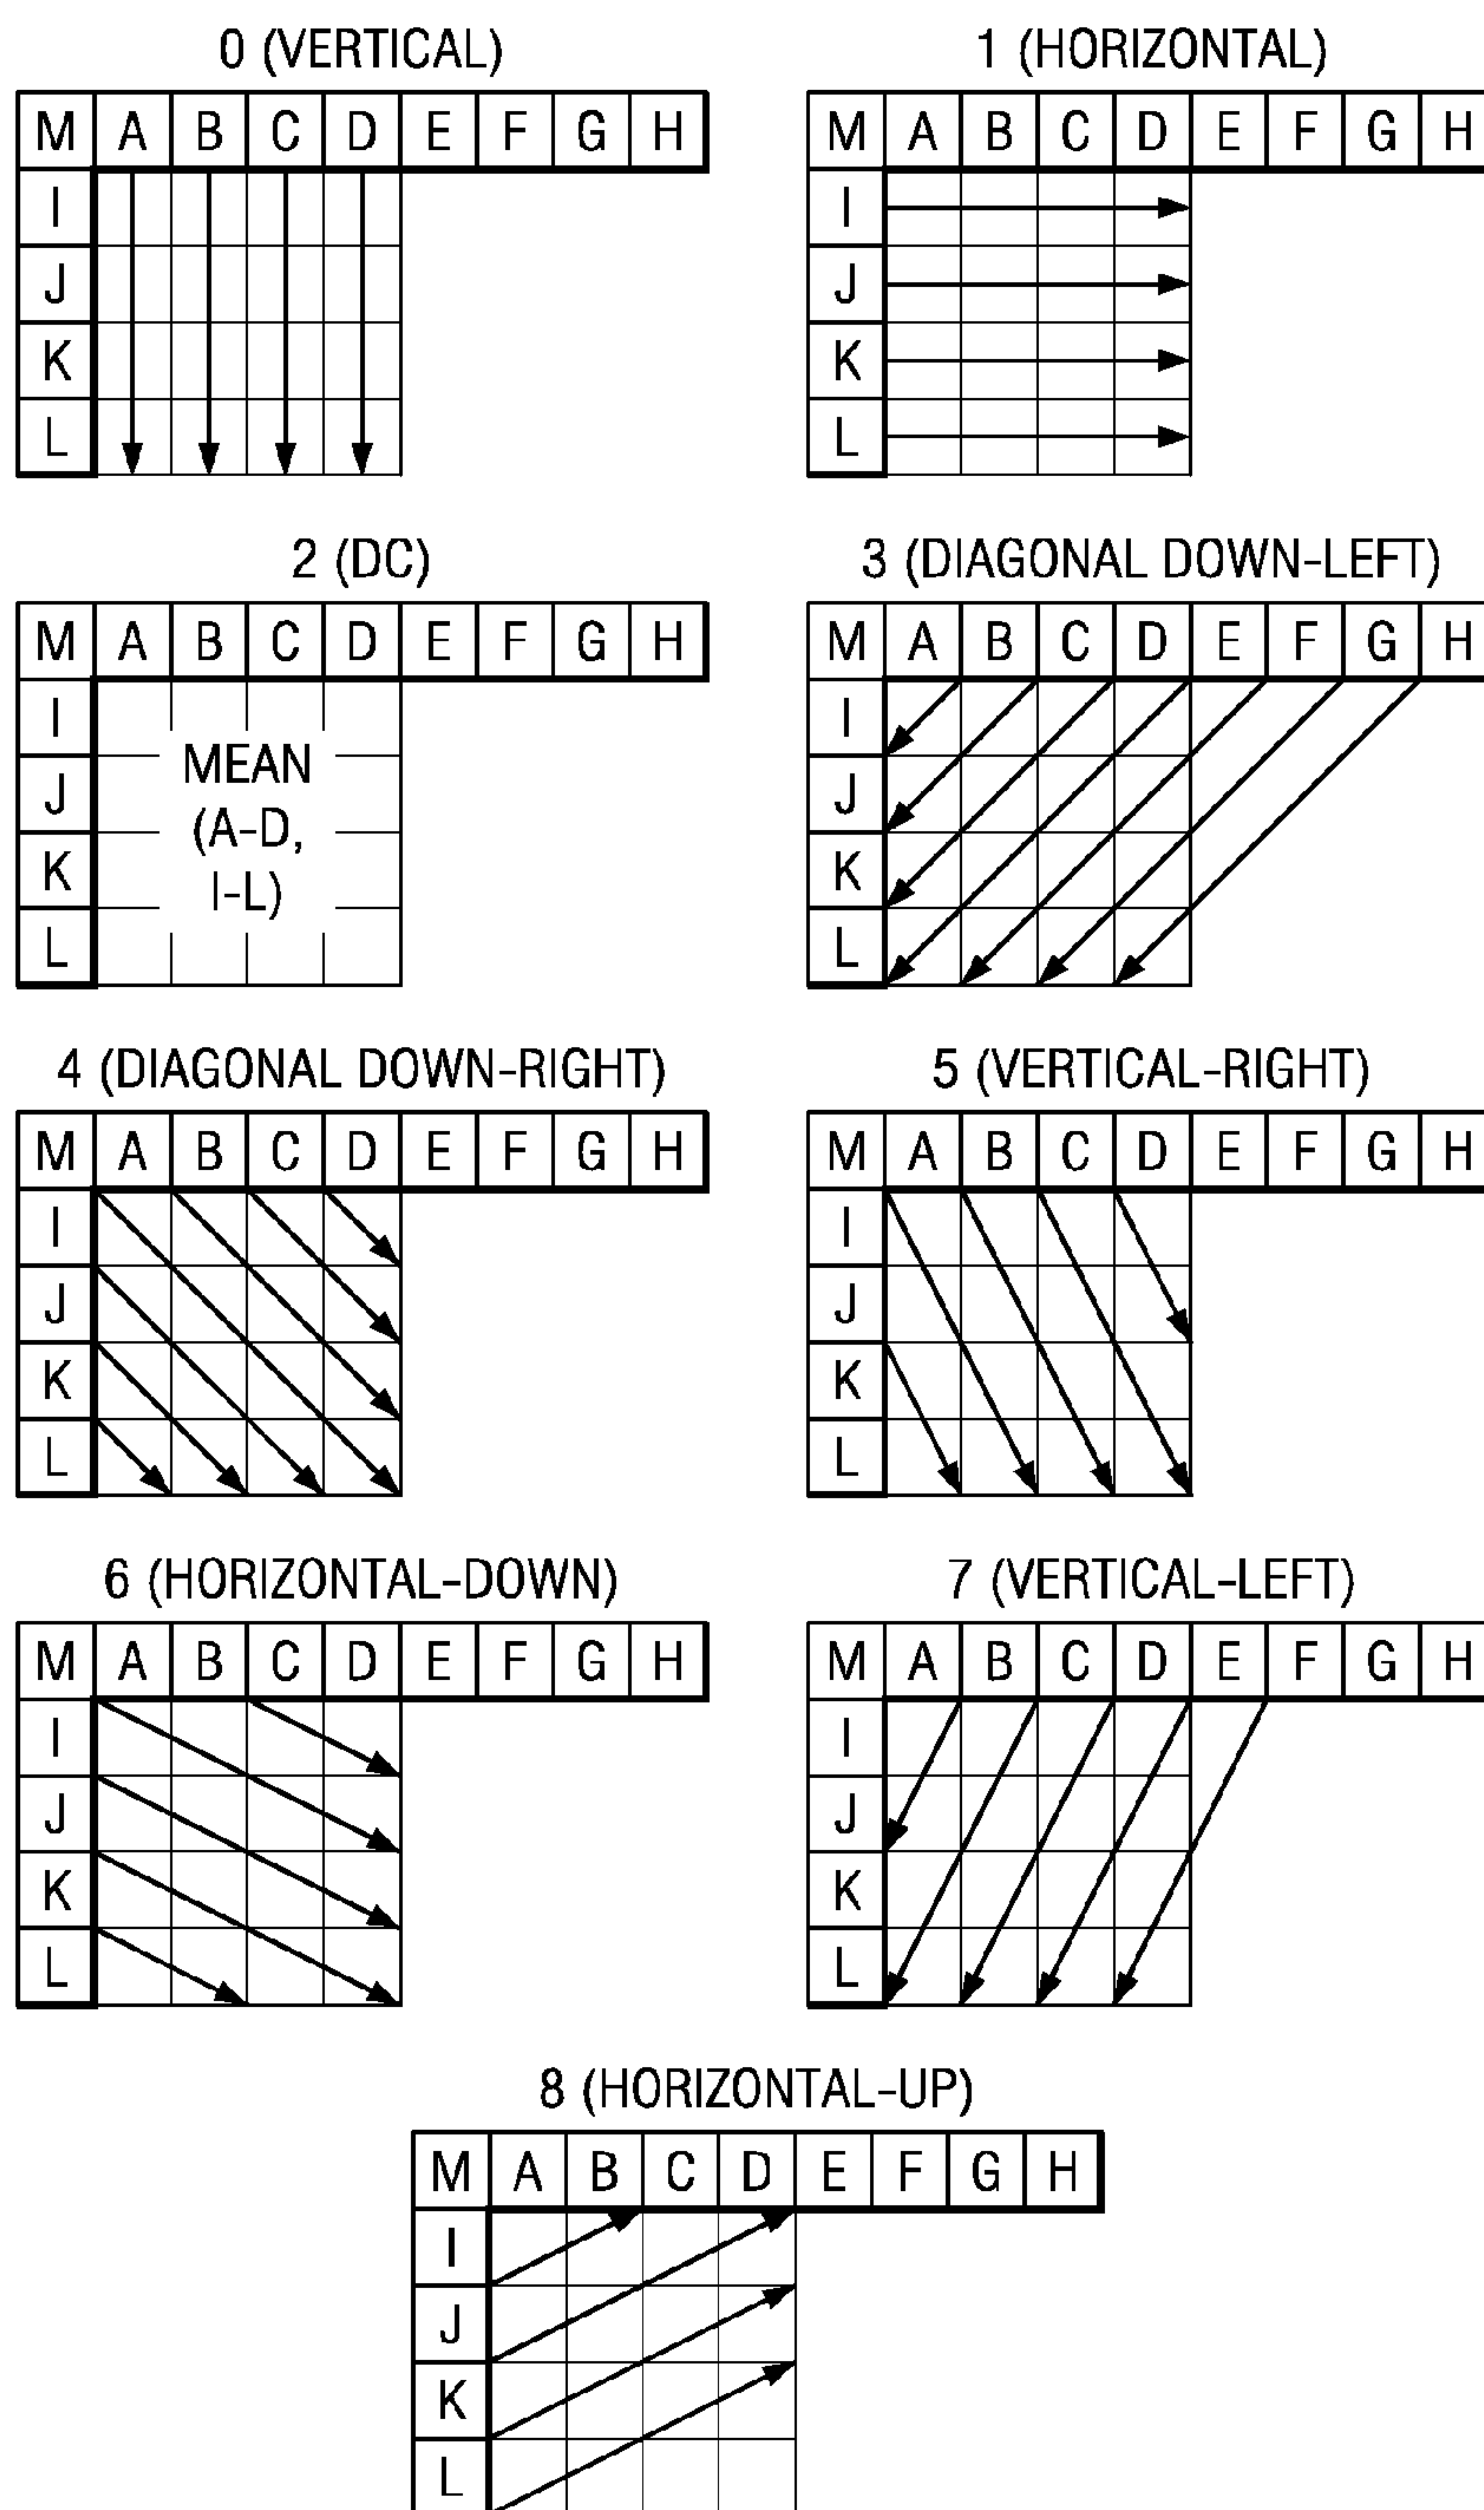 0 (VERTICAL)
M A B C D E F G H
I
J
K
L
1 (HORIZONTAL)
M A B C D E F G H
I
J
K
L
2 (DC)
M A B C D E F G H
I
J
K
L
MEAN
(A-D,
I-L)
3 (DIAGONAL DOWN-LEFT)
M A B C D E F G H
I
J
K
L
4 (DIAGONAL DOWN-RIGHT)
M A B C D E F G H
I
J
K
L
5 (VERTICAL-RIGHT)
M A B C D E F G H
I
J
K
L
6 (HORIZONTAL-DOWN)
M A B C D E F G H
I
J
K
L
7 (VERTICAL-LEFT)
M A B C D E F G H
I
J
K
L
8 (HORIZONTAL-UP)
M A B C D E F G H
I
J
K
L